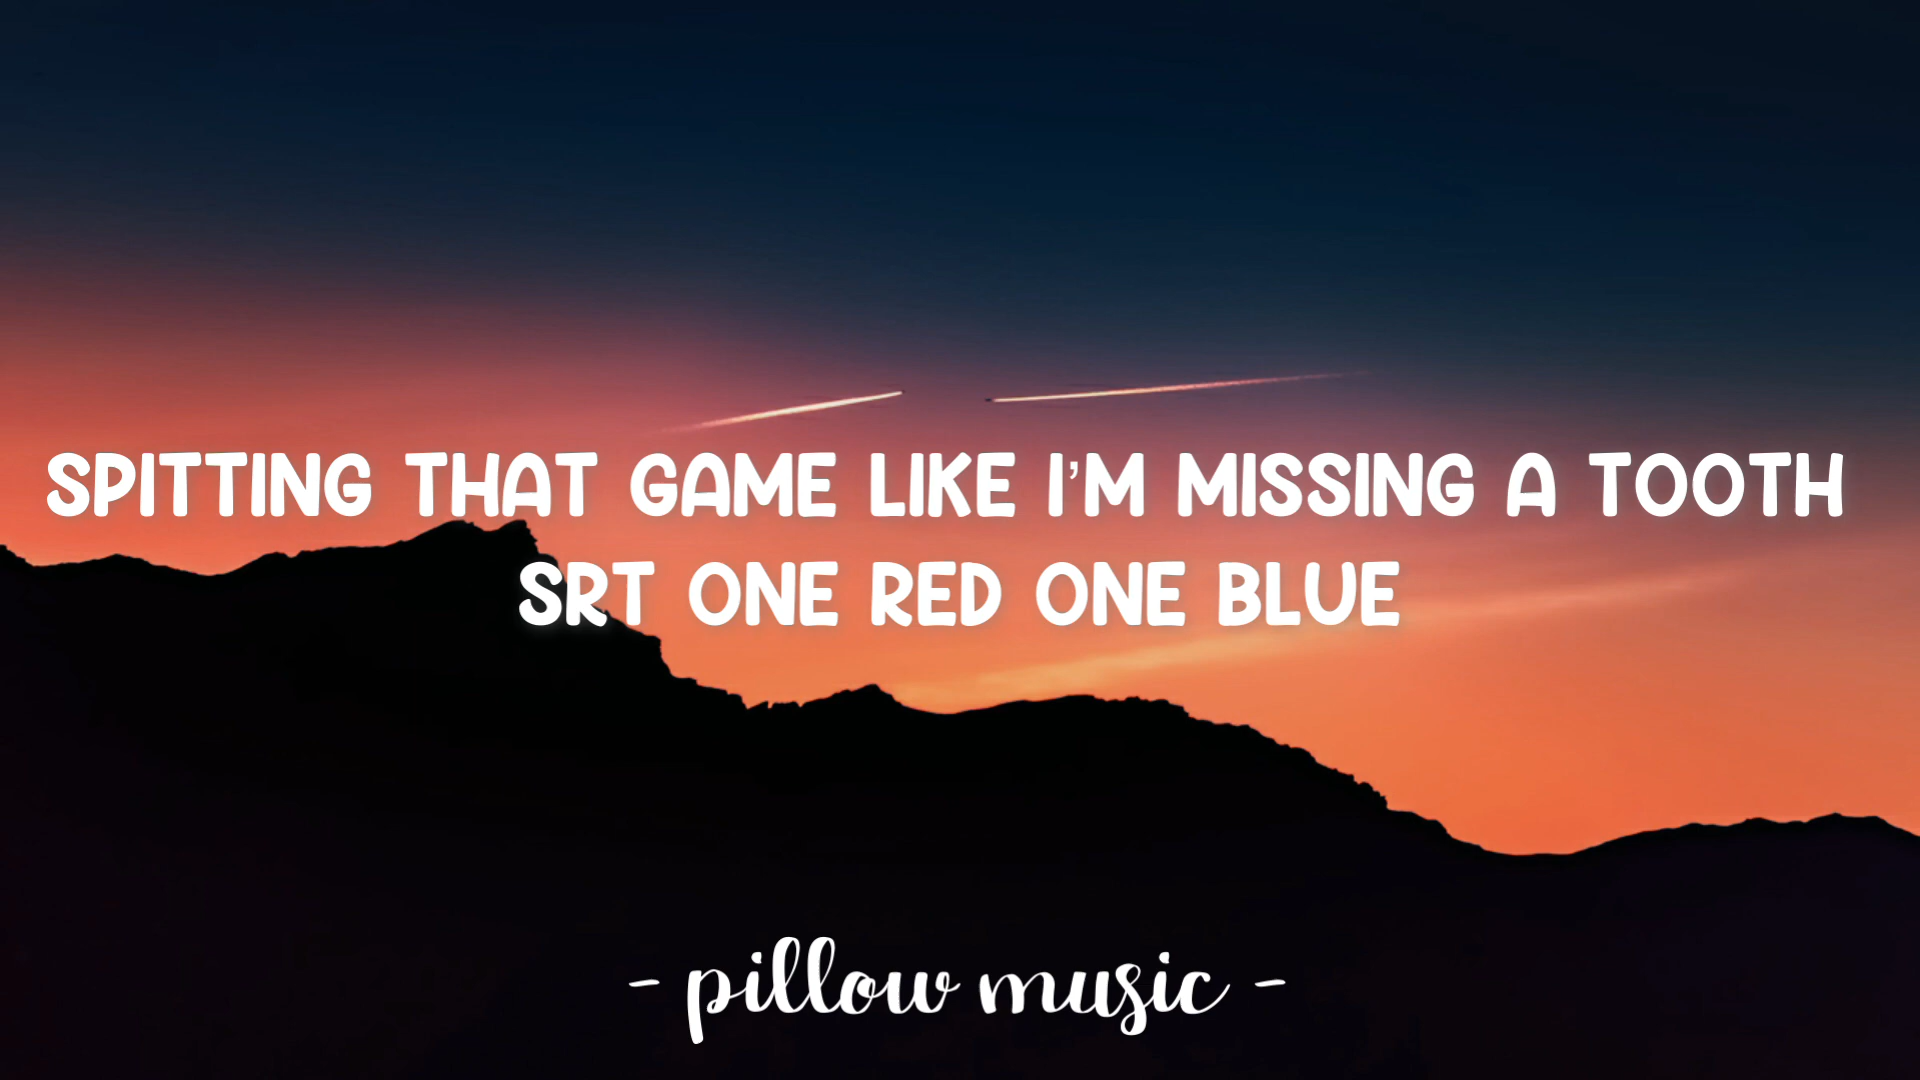 SPITTING THAT GAME LIKE I'M MISSING A TOOTH
SRT ONE RED ONE BLUE
- pillow music -